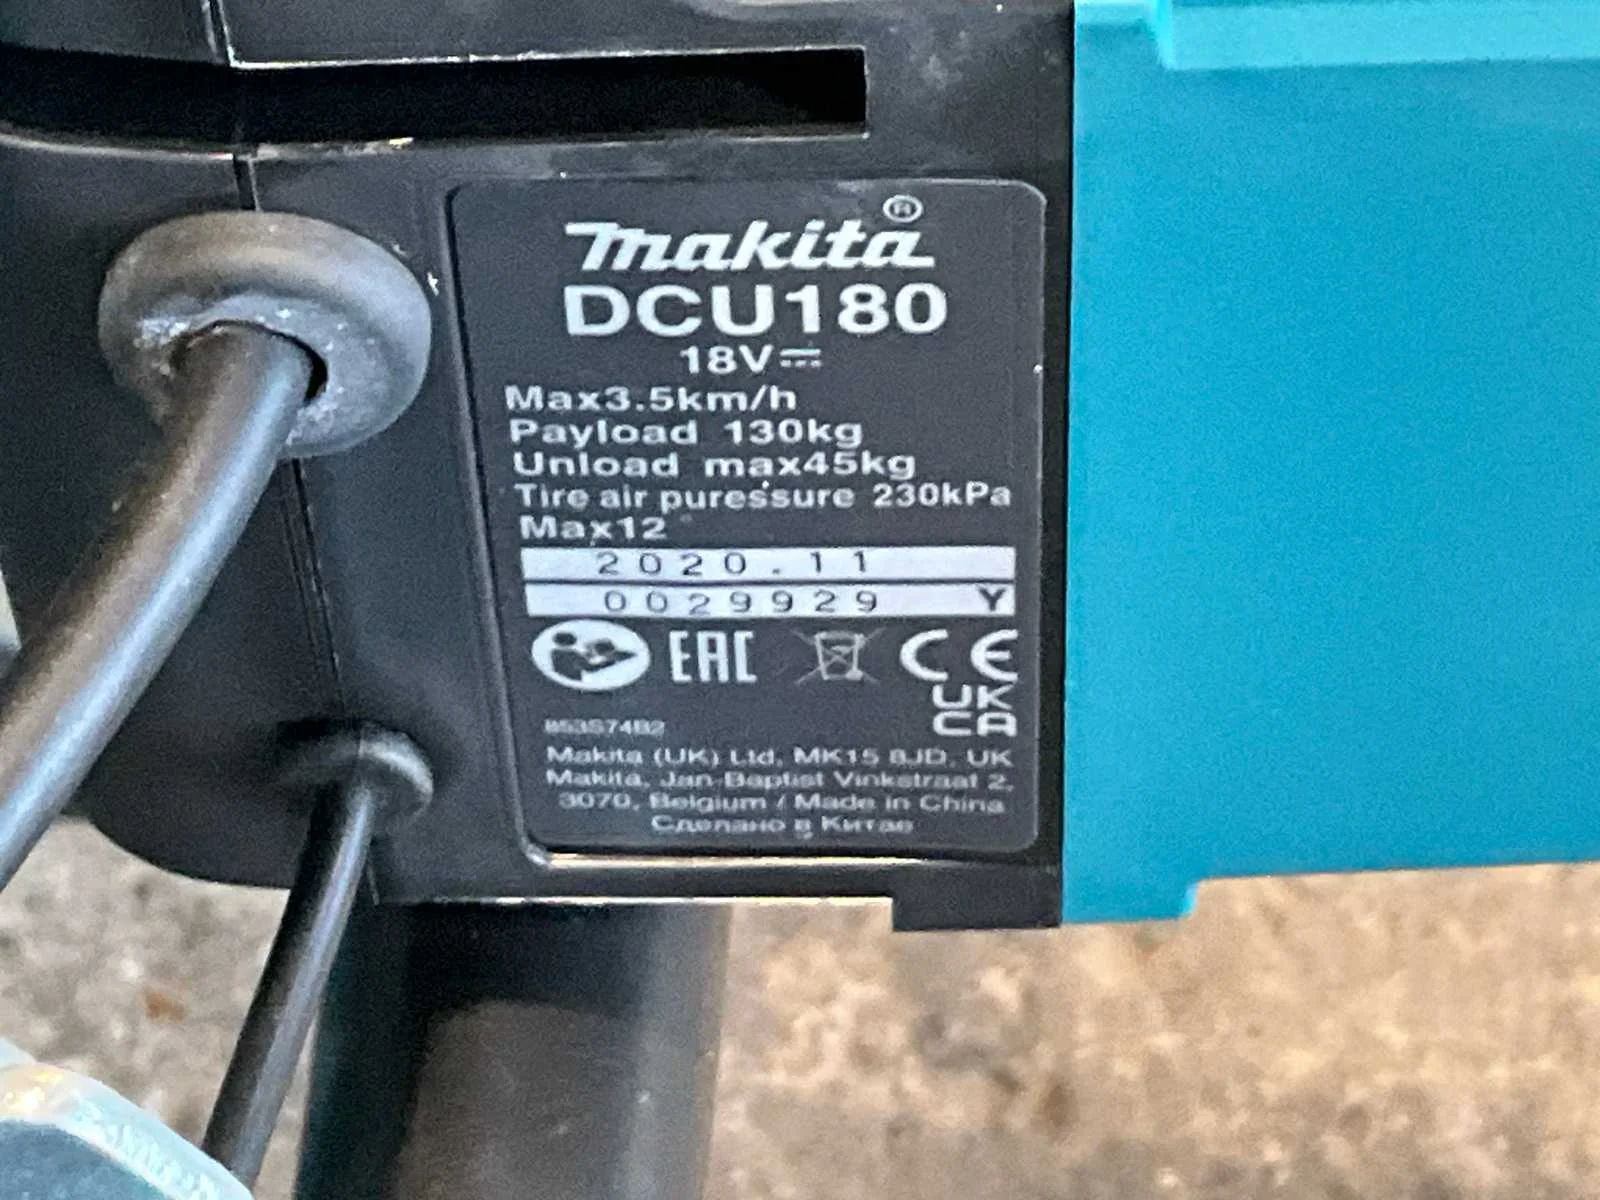 makita®
DCU180
18V⎓
Max3.5km/h
Payload 130kg
Unload max45kg
Tire air puressure 230kPa
Max12°
2020.11
0029929 Y
EAC
CE
UK
CA
853S74B2
Makita (UK) Ltd, MK15 8JD, UK
Makita, Jan-Baptist Vinkstraat 2,
3070, Belgium / Made in China
Сделано в Китае